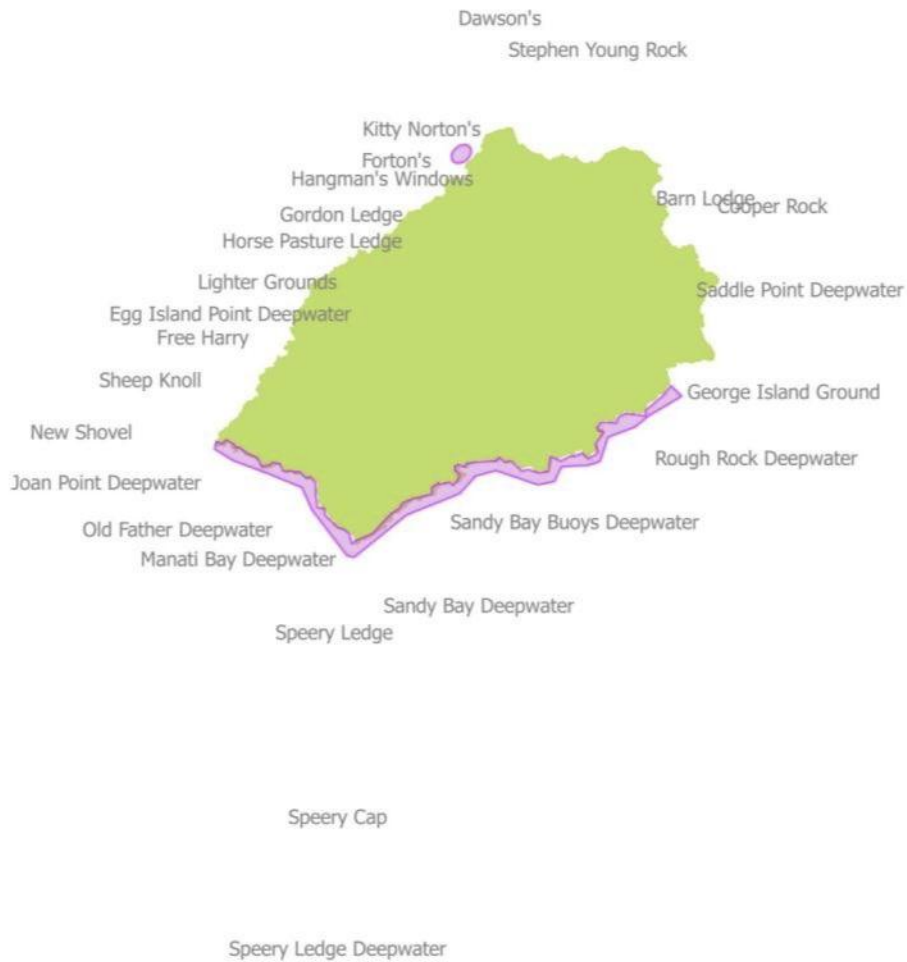 Dawson's
Stephen Young Rock
Kitty Norton's
Forton's
Hangman's Windows
Barn Lodge
Cooper Rock
Gordon Ledge
Horse Pasture Ledge
Lighter Grounds
Saddle Point Deepwater
Egg Island Point Deepwater
Free Harry
Sheep Knoll
George Island Ground
New Shovel
Rough Rock Deepwater
Joan Point Deepwater
Sandy Bay Buoys Deepwater
Old Father Deepwater
Manati Bay Deepwater
Sandy Bay Deepwater
Speery Ledge
Speery Cap
Speery Ledge Deepwater